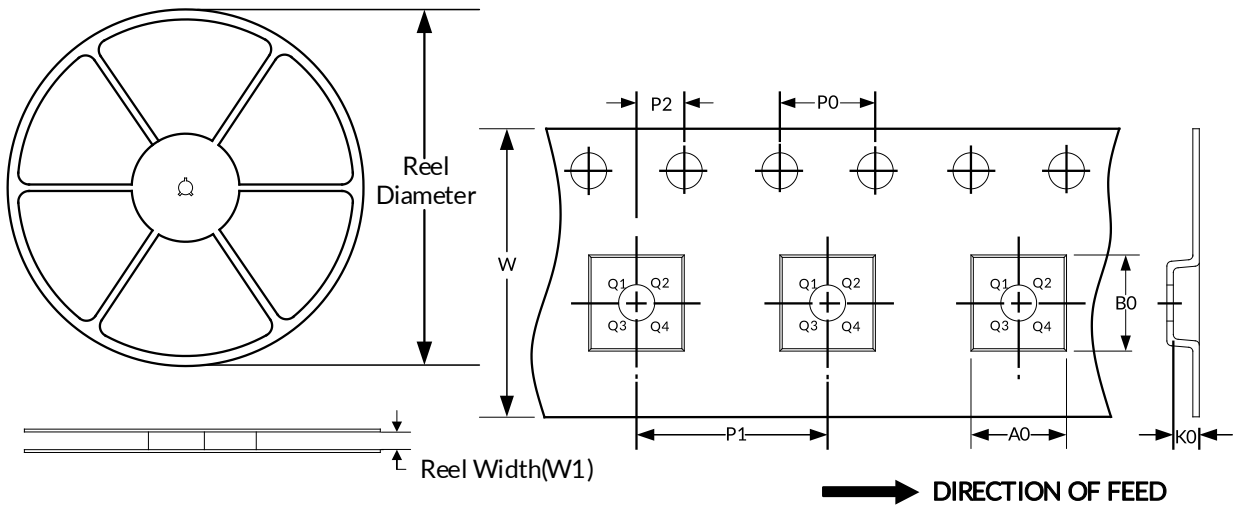 Reel
Diameter
Reel Width(W1)
P2
P0
W
Q1 Q2
Q3 Q4
Q1 Q2
Q3 Q4
Q1 Q2
Q3 Q4
B0
P1
A0
K0
DIRECTION OF FEED